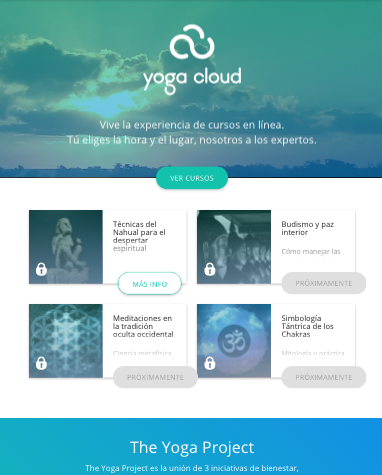 yoga cloud
Vive la experiencia de cursos en línea.
Tú eliges la hora y el lugar, nosotros a los expertos.
VER CURSOS
Técnicas del
Nahual para el
despertar
espiritual
MÁS INFO
Budismo y paz
interior
Cómo manejar las
PRÓXIMAMENTE
Meditaciones en
la tradición
oculta occidental
Ciencia metafísica
PRÓXIMAMENTE
Simbología
Tántrica de los
Chakras
Mitología y práctica
PRÓXIMAMENTE
The Yoga Project
The Yoga Project es la unión de 3 iniciativas de bienestar,